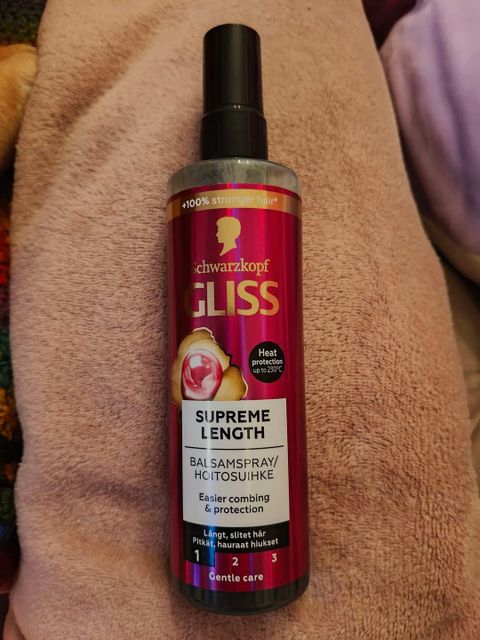 +100% stronger hair*
Schwarzkopf
GLISS
Heat
protection
up to 230°C
SUPREME
LENGTH
BALSAMSPRAY/
HOITOSUIHKE
Easier combing
& protection
Långt, slitet hår
Pitkät, hauraat hiukset
1 2 3
Gentle care